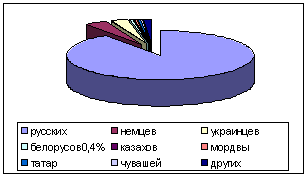 русских немцев украинцев
белорусов0,4% казахов мордвы
татар чувашей других